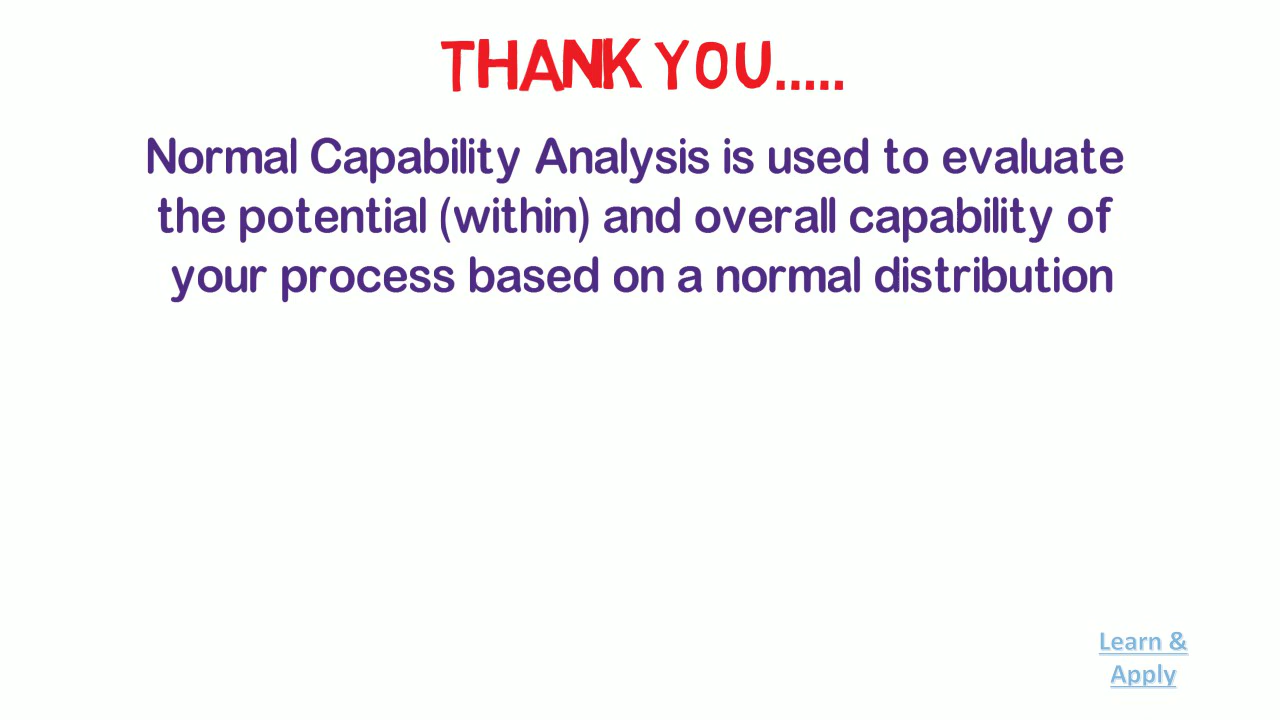 THANK YOU.....
Normal Capability Analysis is used to evaluate
the potential (within) and overall capability of
your process based on a normal distribution
Learn &
Apply